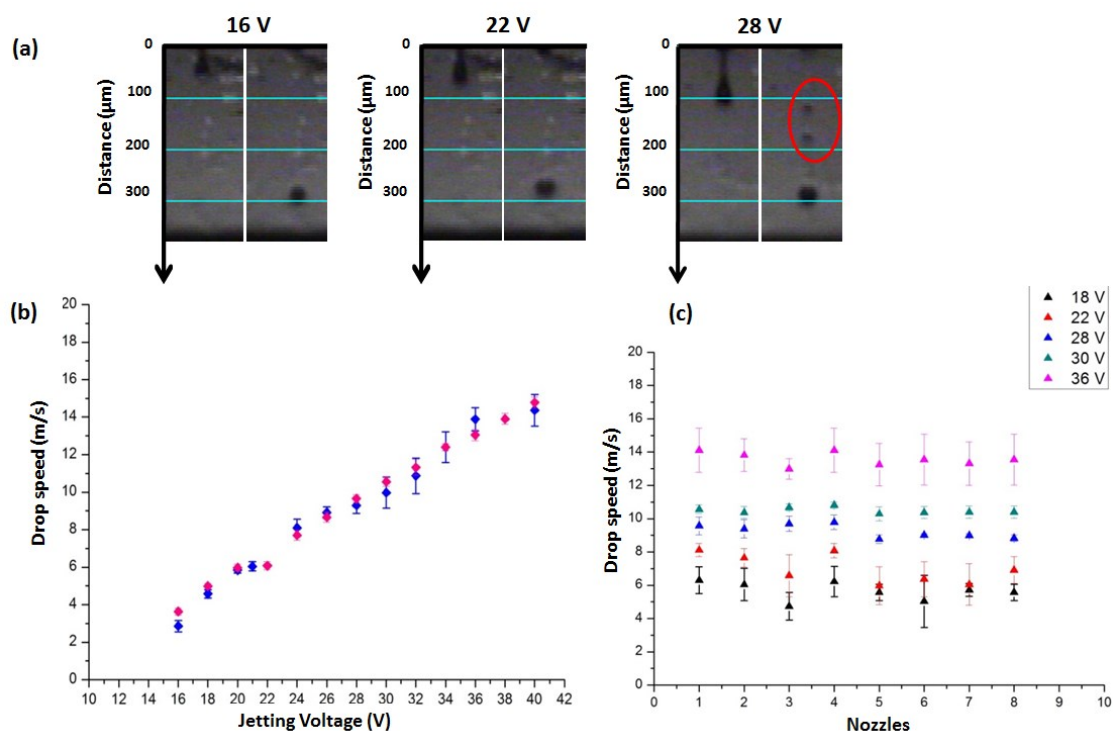 16 V
22 V
28 V
(a)
0
100
200
300
Distance (µm)
0
100
200
300
Distance (µm)
0
100
200
300
Distance (µm)
(b)
20
18
16
14
12
10
8
6
4
2
0
Drop speed (m/s)
10 12 14 16 18 20 22 24 26 28 30 32 34 36 38 40 42
Jetting Voltage (V)
(c)
18 V
22 V
28 V
30 V
36 V
20
18
16
14
12
10
8
6
4
2
0
Drop speed (m/s)
0 1 2 3 4 5 6 7 8 9 10
Nozzles